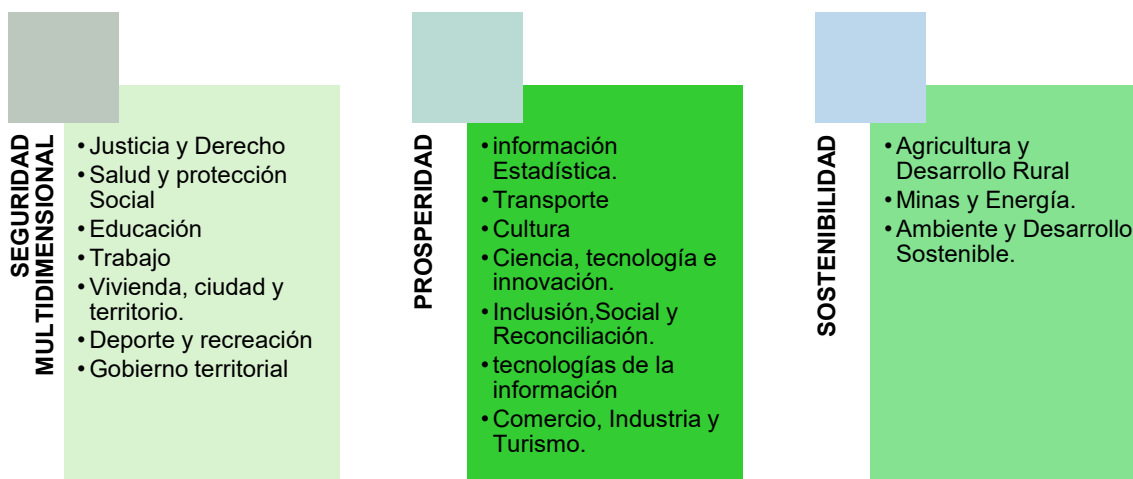 SEGURIDAD
MULTIDIMENSIONAL
• Justicia y Derecho
• Salud y protección
Social
• Educación
• Trabajo
• Vivienda, ciudad y
territorio.
• Deporte y recreación
• Gobierno territorial
PROSPERIDAD
• información
Estadística.
• Transporte
• Cultura
• Ciencia, tecnología e
innovación.
• Inclusión,Social y
Reconciliación.
• tecnologías de la
información
• Comercio, Industria y
Turismo.
SOSTENIBILIDAD
• Agricultura y
Desarrollo Rural
• Minas y Energía.
• Ambiente y Desarrollo
Sostenible.